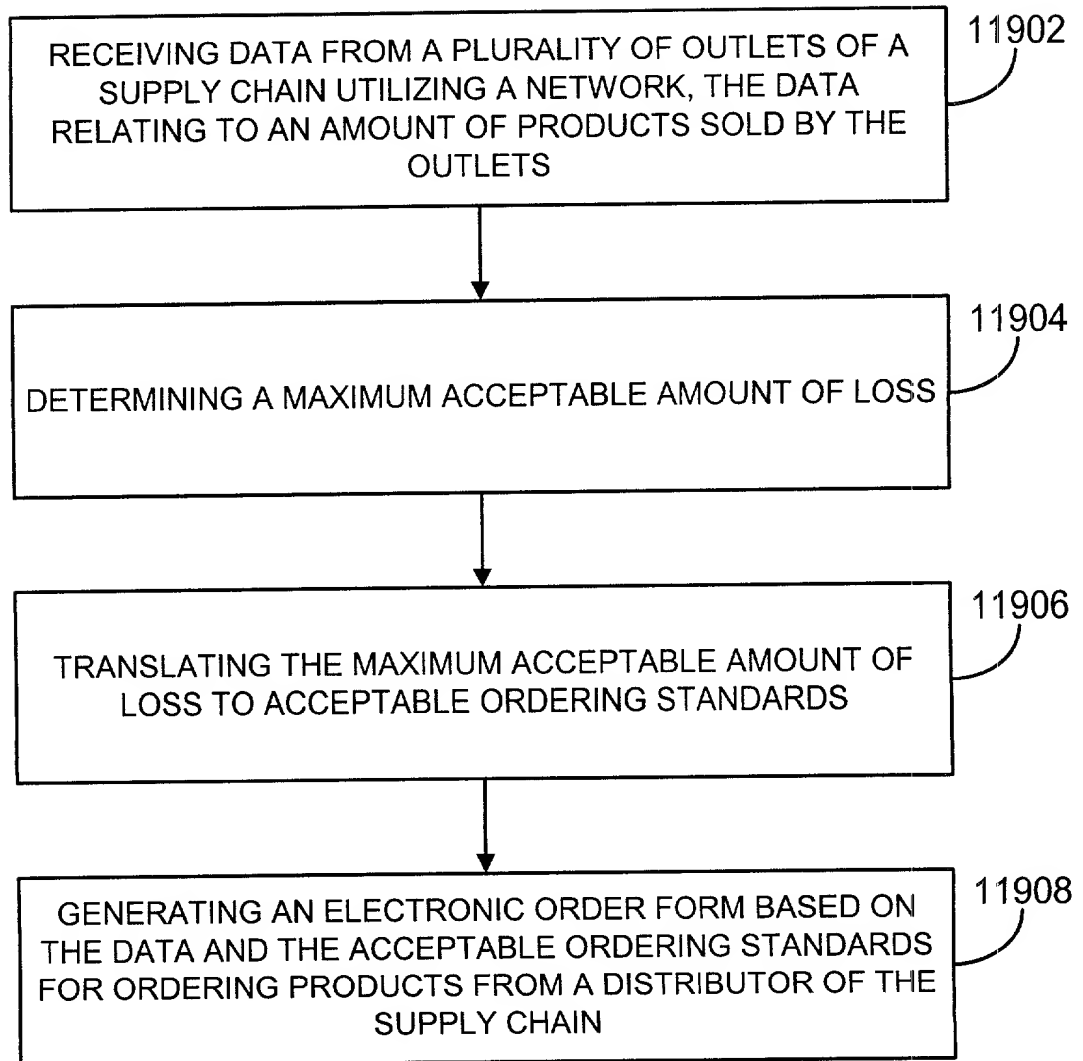 11902
RECEIVING DATA FROM A PLURALITY OF OUTLETS OF A
SUPPLY CHAIN UTILIZING A NETWORK, THE DATA
RELATING TO AN AMOUNT OF PRODUCTS SOLD BY THE
OUTLETS
11904
DETERMINING A MAXIMUM ACCEPTABLE AMOUNT OF LOSS
11906
TRANSLATING THE MAXIMUM ACCEPTABLE AMOUNT OF
LOSS TO ACCEPTABLE ORDERING STANDARDS
11908
GENERATING AN ELECTRONIC ORDER FORM BASED ON
THE DATA AND THE ACCEPTABLE ORDERING STANDARDS
FOR ORDERING PRODUCTS FROM A DISTRIBUTOR OF THE
SUPPLY CHAIN